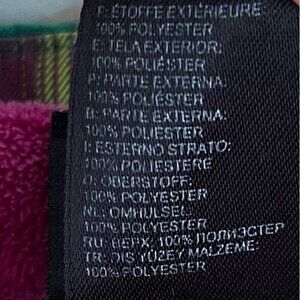 F: ÉTOFFE EXTÉRIEURE
100% POLYESTER
E: TELA EXTERIOR:
100% POLIÉSTER
P: PARTE EXTERNA:
100% POLIÉSTER
B: PARTE EXTERNA:
100% POLIÉSTER
I: ESTERNO STRATO:
100% POLIESTERE
D: OBERSTOFF:
100% POLYESTER
NL: OMHULSEL:
100% POLYESTER
RU: ВЕРХ: 100% ПОЛИЭСТЕР
TR: DIŞ YÜZEY MALZEME:
100% POLYESTER